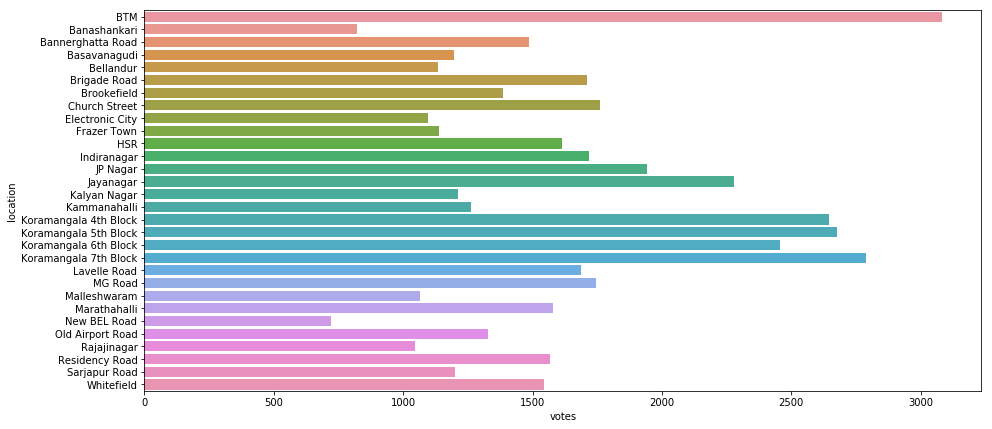 BTM
Banashankari
Bannerghatta Road
Basavanagudi
Bellandur
Brigade Road
Brookefield
Church Street
Electronic City
Frazer Town
HSR
Indiranagar
JP Nagar
Jayanagar
Kalyan Nagar
Kammanahalli
Koramangala 4th Block
Koramangala 5th Block
Koramangala 6th Block
Koramangala 7th Block
Lavelle Road
MG Road
Malleshwaram
Marathahalli
New BEL Road
Old Airport Road
Rajajinagar
Residency Road
Sarjapur Road
Whitefield
location
0 500 1000 1500 2000 2500 3000
votes